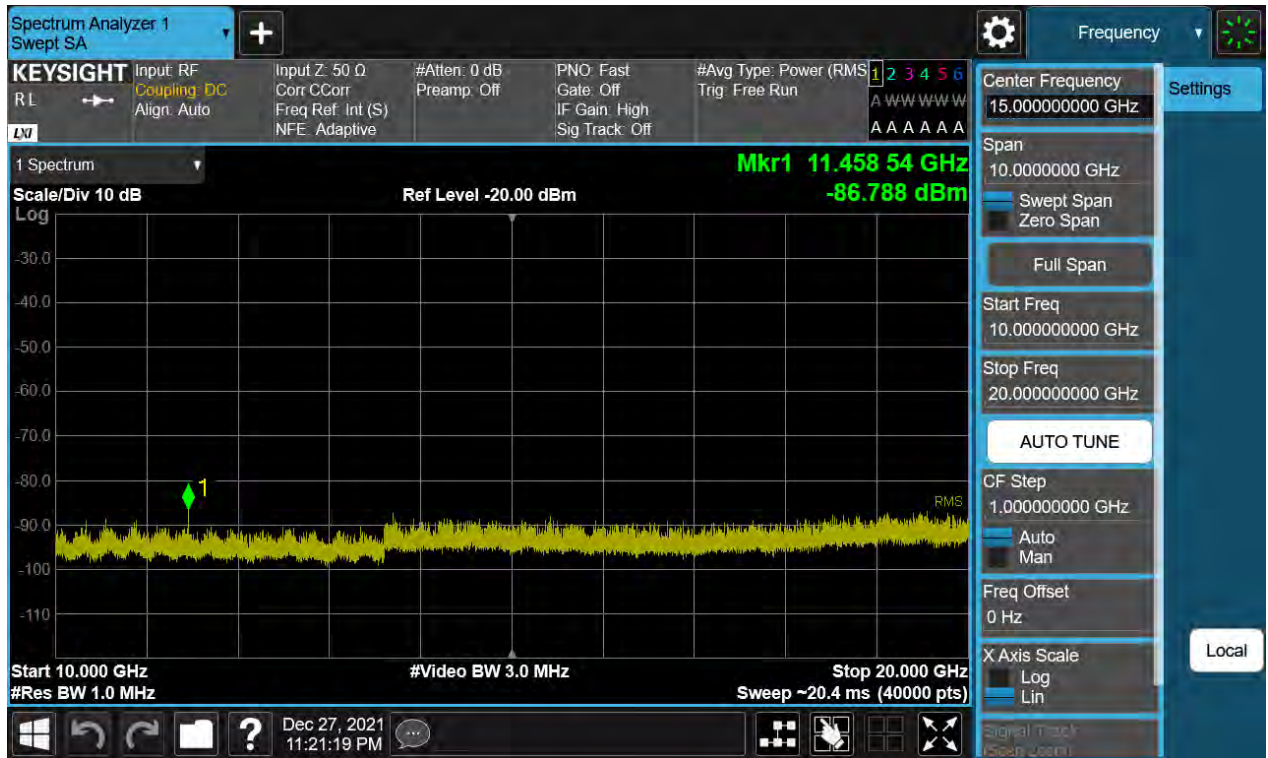 Spectrum Analyzer 1
Swept SA
+
Frequency
KEYSIGHT
RL
LXI
Input: RF
Coupling: DC
Align: Auto
Input Z: 50 Ω
Corr CCorr
Freq Ref: Int (S)
NFE: Adaptive
#Atten: 0 dB
Preamp: Off
PNO: Fast
Gate: Off
IF Gain: High
Sig Track: Off
#Avg Type: Power (RMS
Trig: Free Run
1 2 3 4 5 6
A W W W W W
A A A A A A
1 Spectrum
Scale/Div 10 dB
Ref Level -20.00 dBm
Mkr1 11.458 54 GHz
-86.788 dBm
Log
-30.0
-40.0
-50.0
-60.0
-70.0
-80.0
-90.0
-100
-110
1
RMS
Start 10.000 GHz
#Video BW 3.0 MHz
Stop 20.000 GHz
#Res BW 1.0 MHz
Sweep ~20.4 ms (40000 pts)
Center Frequency
15.000000000 GHz
Settings
Span
10.0000000 GHz
Swept Span
Zero Span
Full Span
Start Freq
10.000000000 GHz
Stop Freq
20.000000000 GHz
AUTO TUNE
CF Step
1.000000000 GHz
Auto
Man
Freq Offset
0 Hz
X Axis Scale
Log
Lin
Local
Signal Track
(Span Zoom)
?
Dec 27, 2021
11:21:19 PM